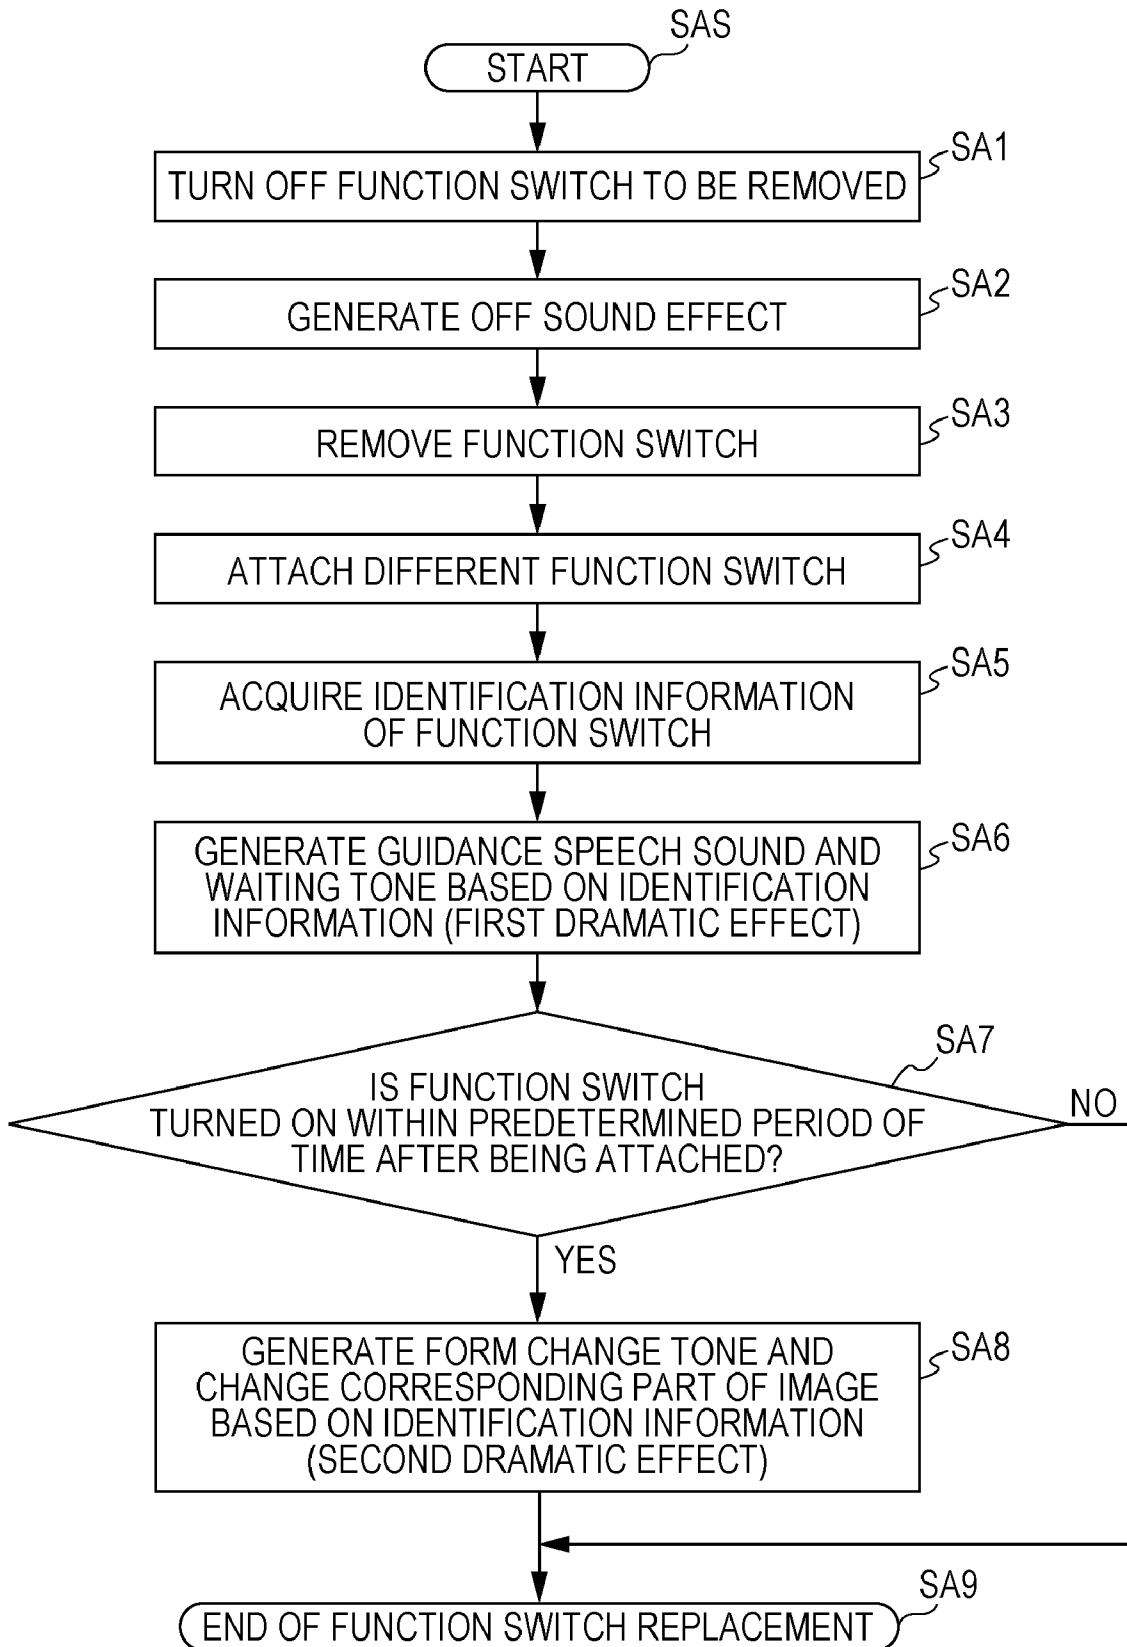 SAS
START
SA1
TURN OFF FUNCTION SWITCH TO BE REMOVED
SA2
GENERATE OFF SOUND EFFECT
SA3
REMOVE FUNCTION SWITCH
SA4
ATTACH DIFFERENT FUNCTION SWITCH
SA5
ACQUIRE IDENTIFICATION INFORMATION
OF FUNCTION SWITCH
SA6
GENERATE GUIDANCE SPEECH SOUND AND
WAITING TONE BASED ON IDENTIFICATION
INFORMATION (FIRST DRAMATIC EFFECT)
SA7
IS FUNCTION SWITCH
TURNED ON WITHIN PREDETERMINED PERIOD OF
TIME AFTER BEING ATTACHED?
NO
YES
SA8
GENERATE FORM CHANGE TONE AND
CHANGE CORRESPONDING PART OF IMAGE
BASED ON IDENTIFICATION INFORMATION
(SECOND DRAMATIC EFFECT)
SA9
END OF FUNCTION SWITCH REPLACEMENT